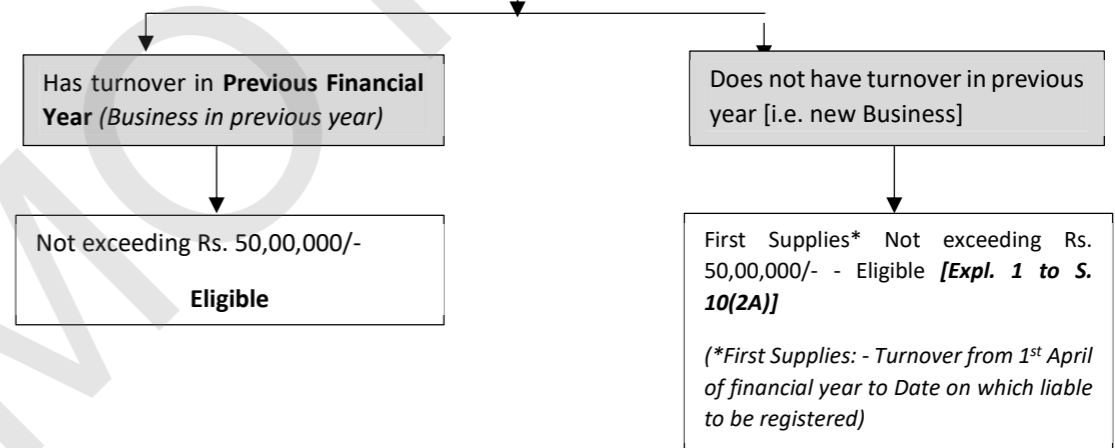 Has turnover in Previous Financial
Year (Business in previous year)
Not exceeding Rs. 50,00,000/-
Eligible
Does not have turnover in previous
year [i.e. new Business]
First Supplies* Not exceeding Rs.
50,00,000/- - Eligible [Expl. 1 to S.
10(2A)]
(*First Supplies: - Turnover from 1st April
of financial year to Date on which liable
to be registered)